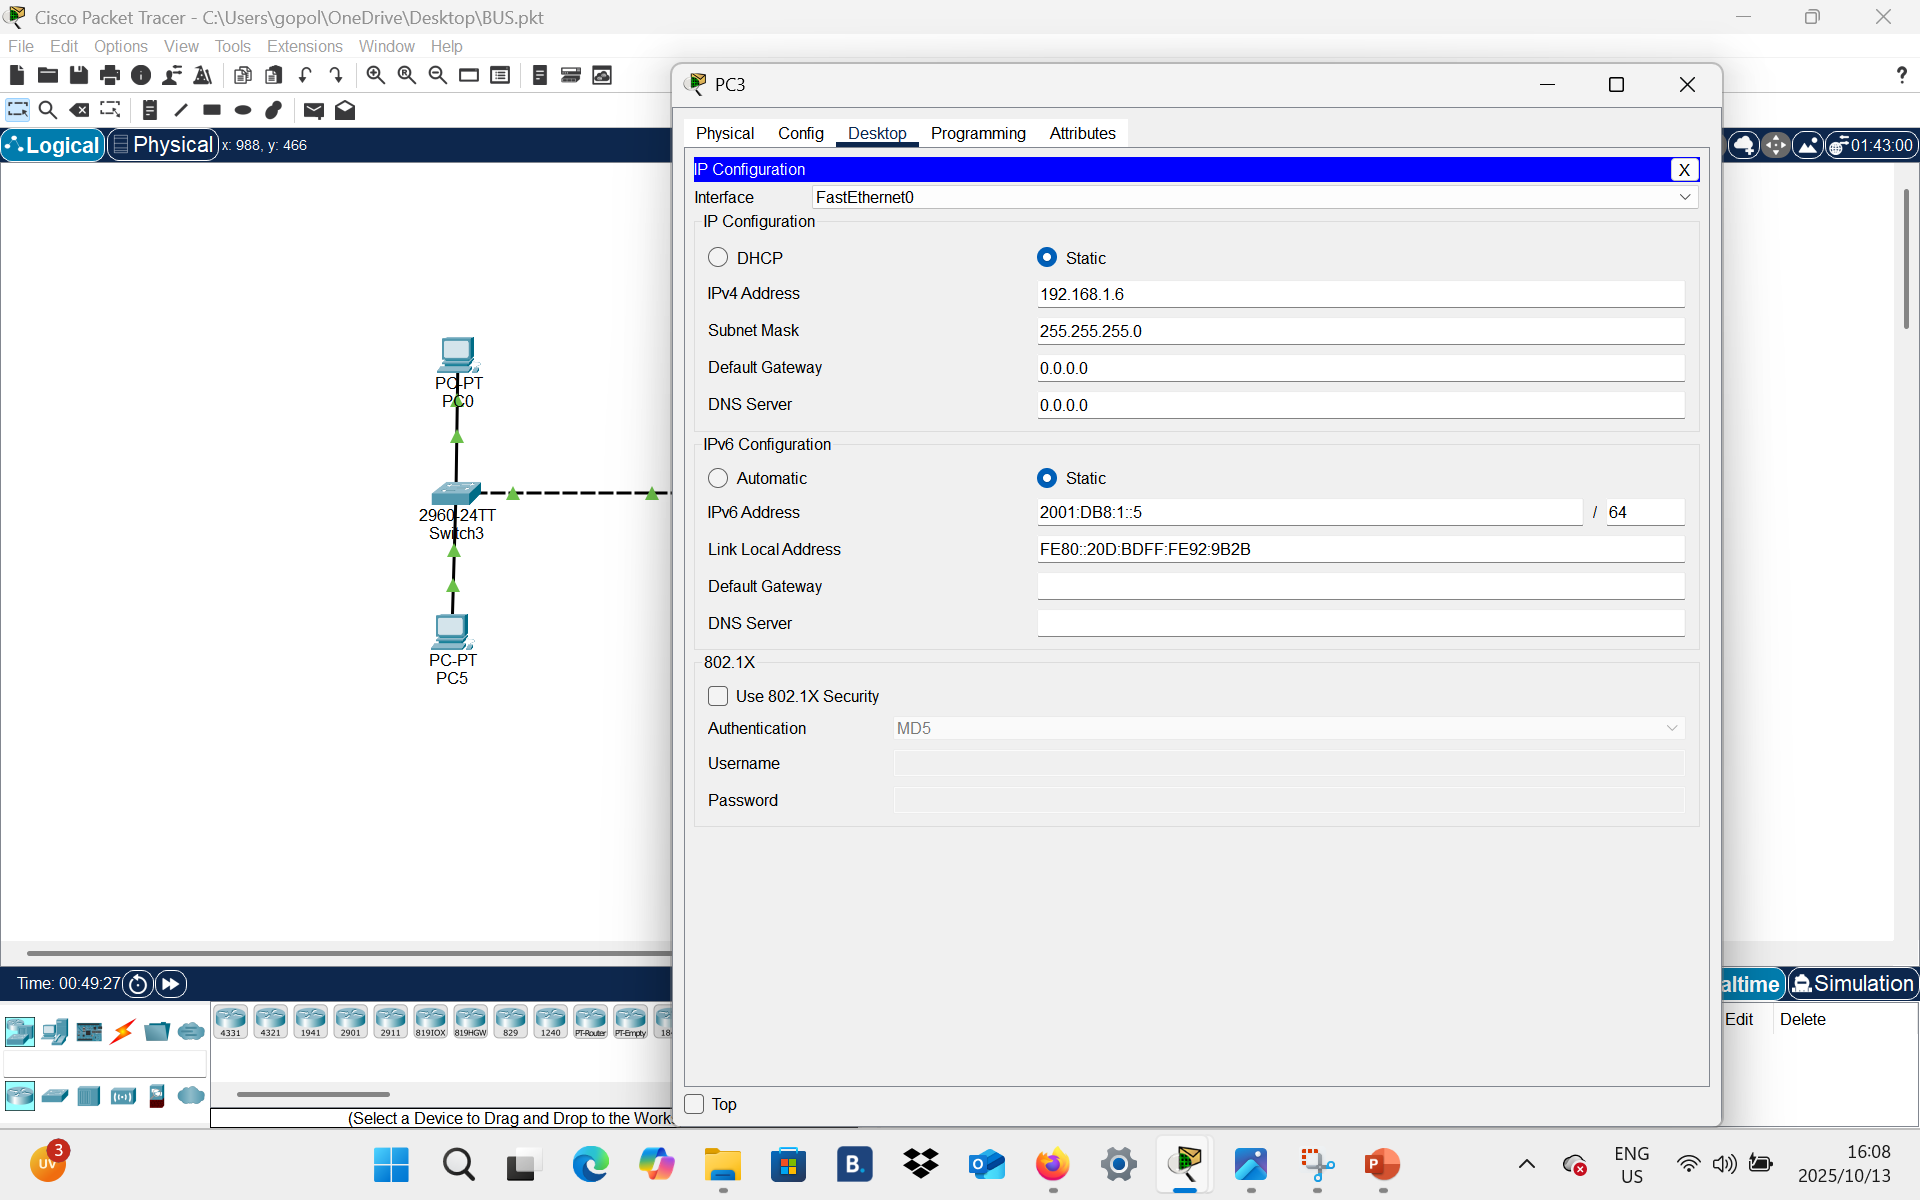 Cisco Packet Tracer - C:\Users\gopol\OneDrive\Desktop\BUS.pkt
File Edit Options View Tools Extensions Window Help
PC3
?
Physical Config Desktop Programming Attributes
Logical Physical x: 988, y: 466
01:43:00
IP Configuration X
Interface FastEthernet0
IP Configuration
DHCP Static
IPv4 Address 192.168.1.6
Subnet Mask 255.255.255.0
Default Gateway 0.0.0.0
DNS Server 0.0.0.0
IPv6 Configuration
Automatic Static
IPv6 Address 2001:DB8:1::5 / 64
Link Local Address FE80::20D:BDFF:FE92:9B2B
Default Gateway
DNS Server
802.1X
Use 802.1X Security
Authentication MD5
Username
Password
Top
PC-PT
PC0
2960-24TT
Switch3
PC-PT
PC5
Time: 00:49:27
altime Simulation
4331 4321 1941 2901 2911 819IOX 819HGW 829 1240 PT-Router PT-Empty 18
Edit Delete
(Select a Device to Drag and Drop to the Work
UV 3
B.
ENG
US
16:08
2025/10/13